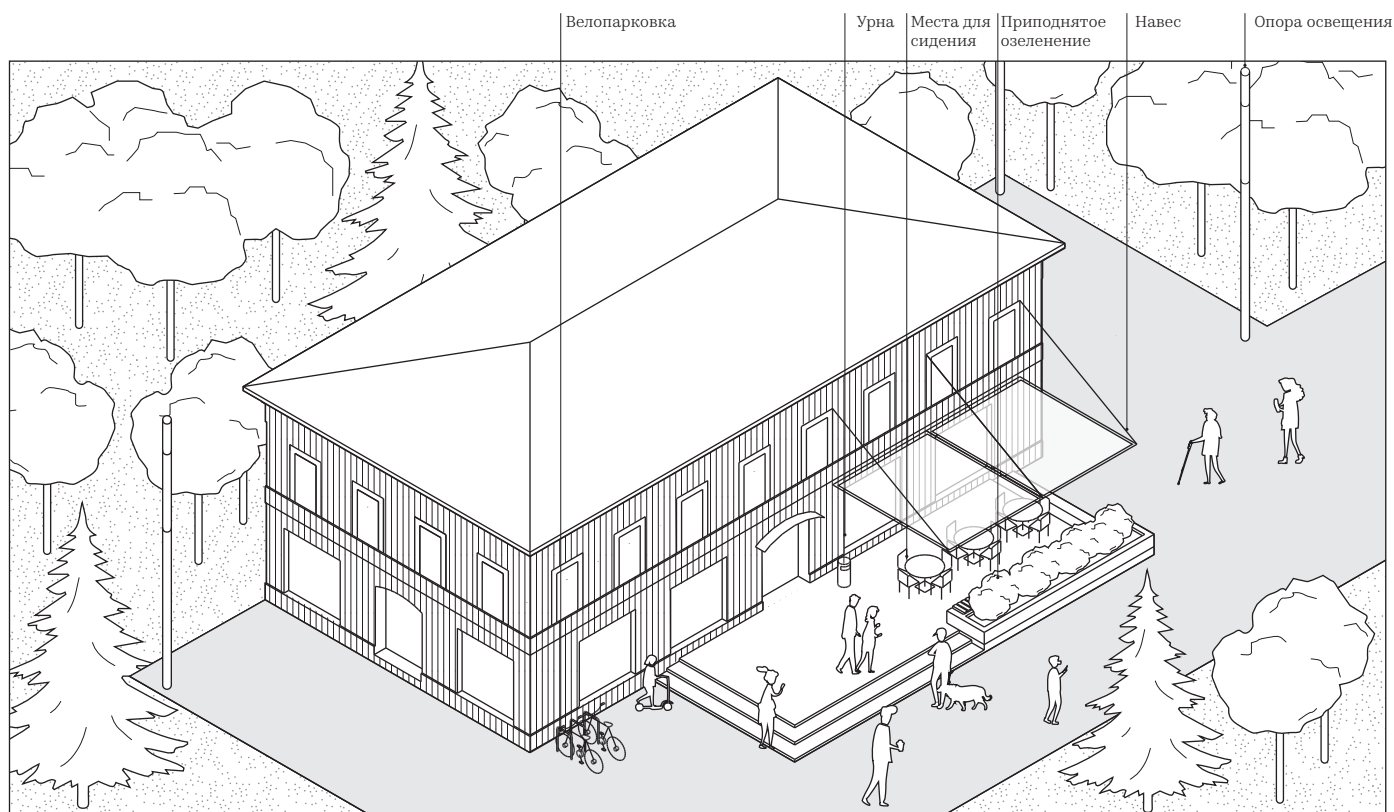 Велопарковка
Урна
Места для
сидения
Приподнятое
озеленение
Навес
Опора освещения